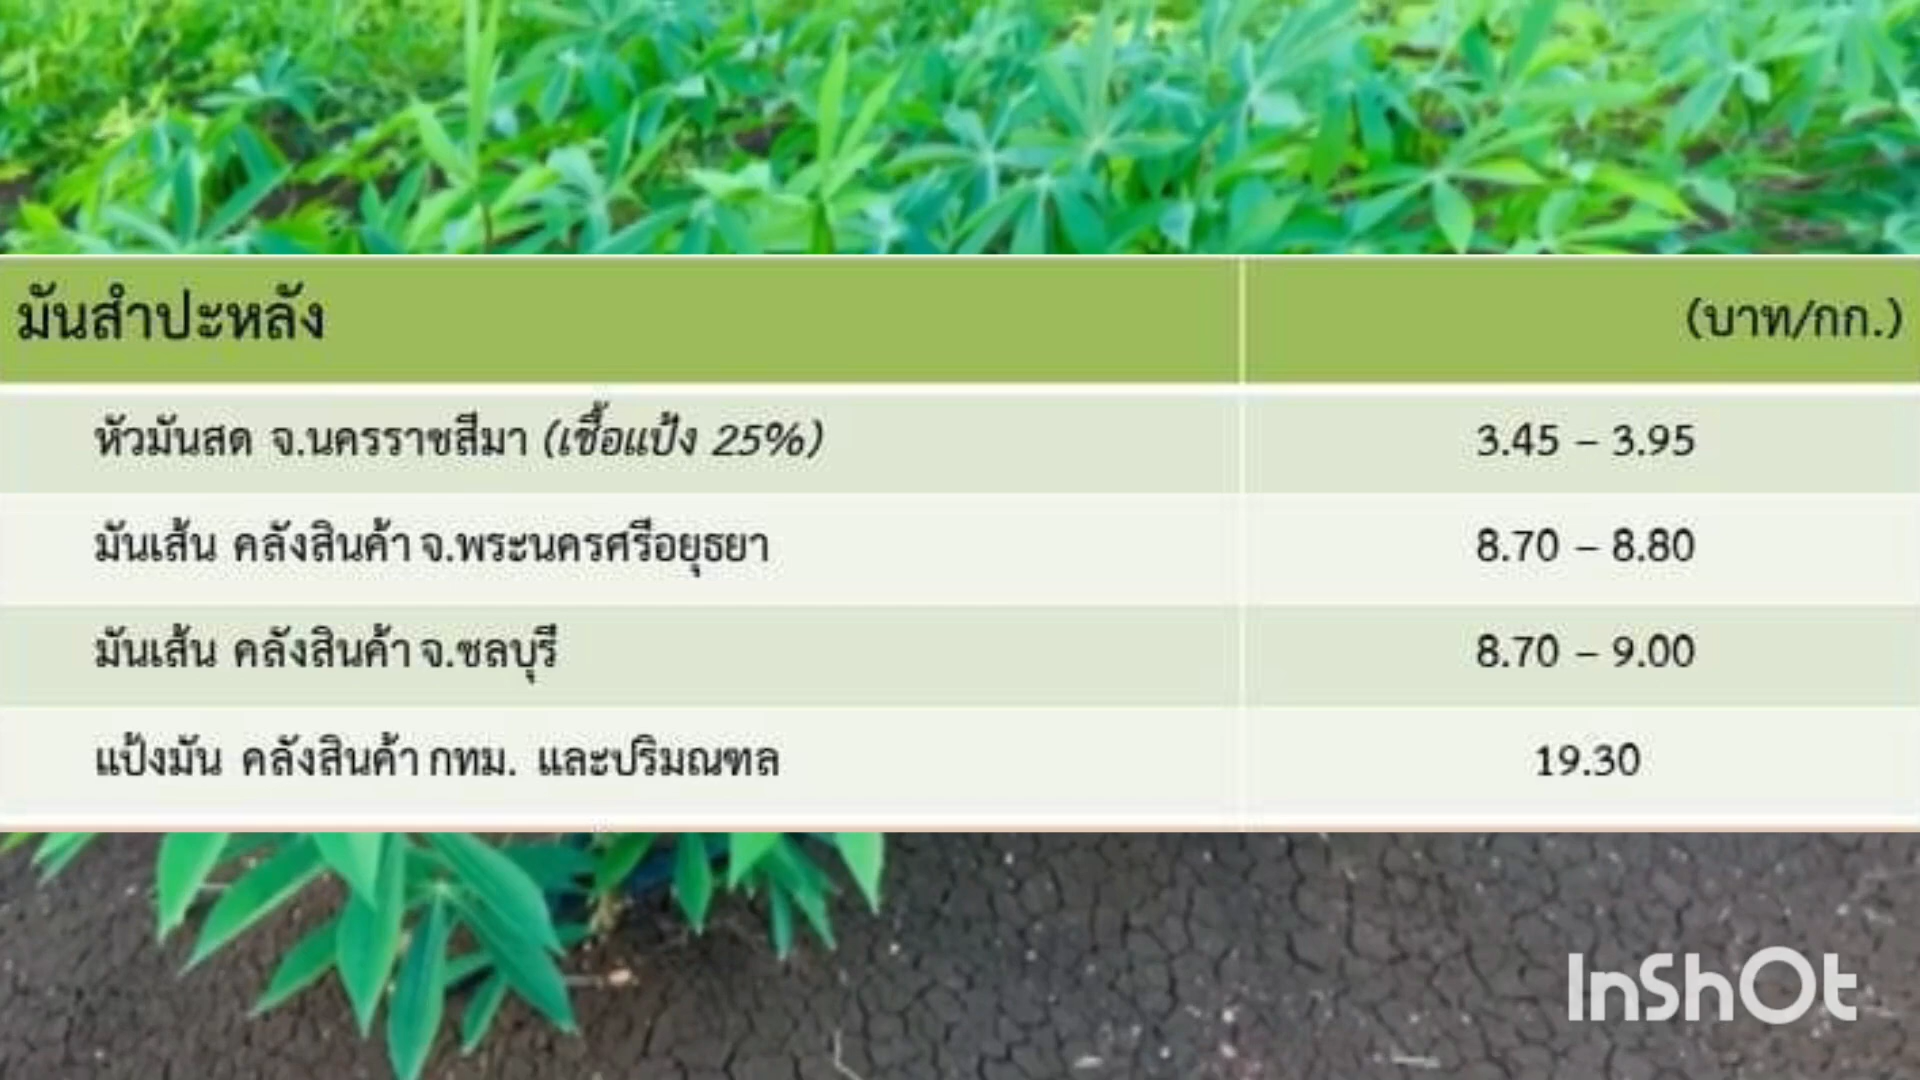 มันสำปะหลัง (บาท/กก.)
หัวมันสด จ.นครราชสีมา (เชื้อแป้ง 25%) 3.45 – 3.95
มันเส้น คลังสินค้า จ.พระนครศรีอยุธยา 8.70 – 8.80
มันเส้น คลังสินค้า จ.ชลบุรี 8.70 – 9.00
แป้งมัน คลังสินค้า กทม. และปริมณฑล 19.30
InShOt